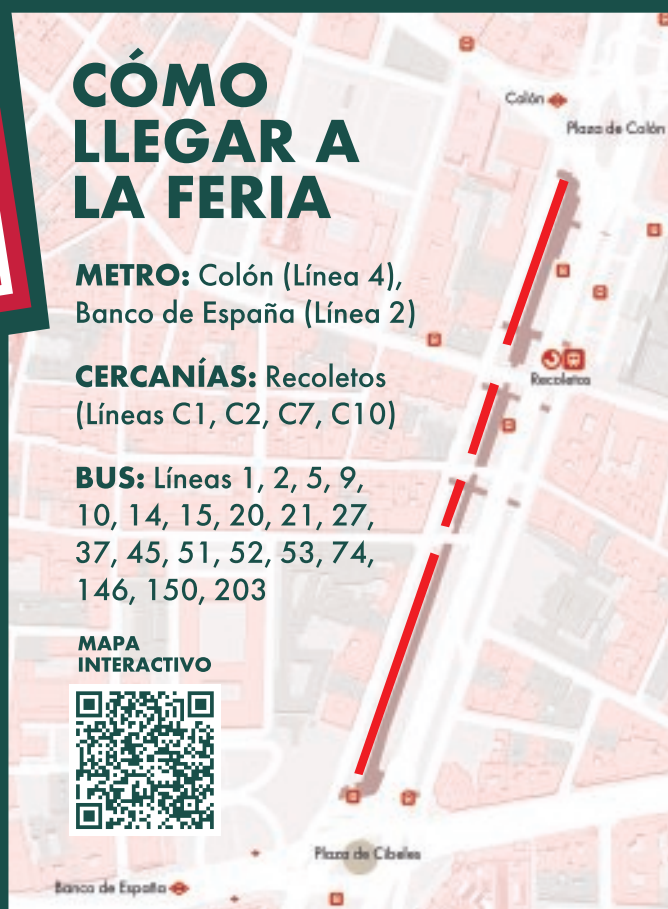 CÓMO
LLEGAR A
LA FERIA
METRO: Colón (Línea 4),
Banco de España (Línea 2)
CERCANÍAS: Recoletos
(Líneas C1, C2, C7, C10)
BUS: Líneas 1, 2, 5, 9,
10, 14, 15, 20, 21, 27,
37, 45, 51, 52, 53, 74,
146, 150, 203
MAPA
INTERACTIVO
Colón
Plaza de Colón
Recoletos
Plaza de Cibeles
Banco de España